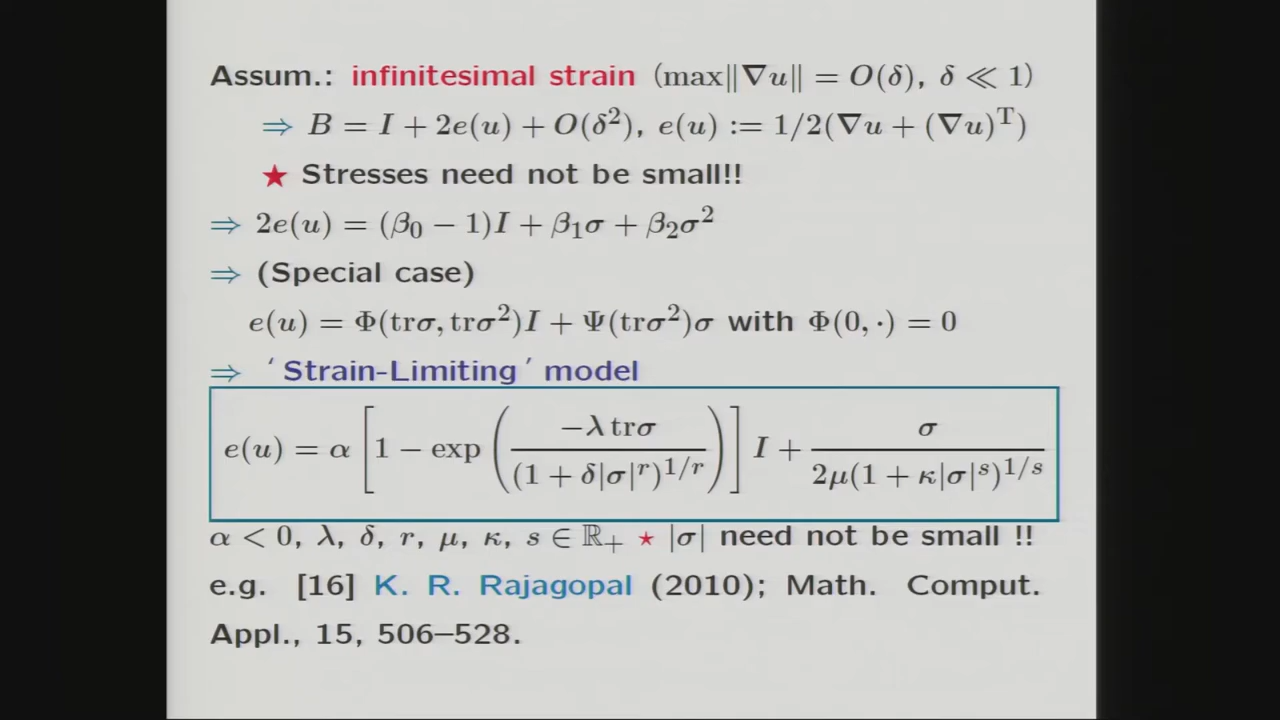 Assum.: infinitesimal strain (max‖∇u‖ = O(δ), δ ≪ 1)
⇒ B = I + 2e(u) + O(δ²), e(u) := 1/2(∇u + (∇u)ᵀ)
★ Stresses need not be small!!
⇒ 2e(u) = (β₀ − 1)I + β₁σ + β₂σ²
⇒ (Special case)
e(u) = Φ(trσ, trσ²)I + Ψ(trσ²)σ with Φ(0, ·) = 0
⇒ ‘Strain-Limiting’ model
e(u) = α [1 − exp (−λ trσ / (1 + δ|σ|^r)^{1/r})] I + σ / 2μ(1 + κ|σ|^s)^{1/s}
α < 0, λ, δ, r, μ, κ, s ∈ ℝ₊ ★ |σ| need not be small !!
e.g. [16] K. R. Rajagopal (2010); Math. Comput.
Appl., 15, 506–528.